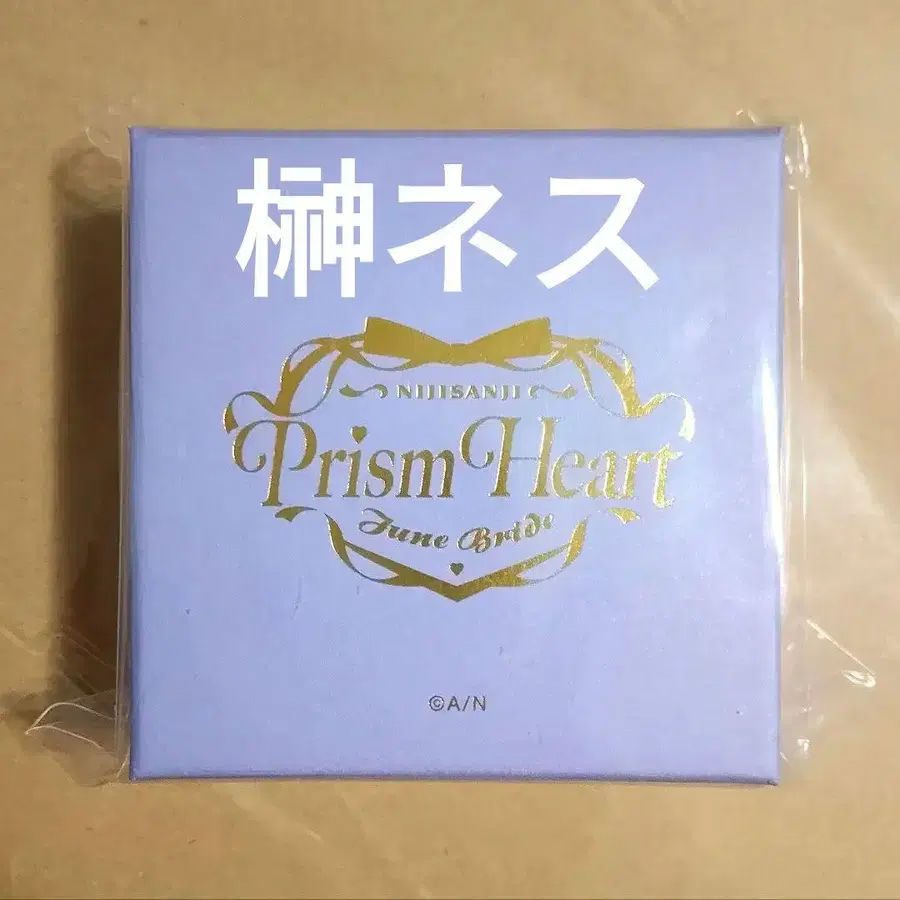 榊ネス
NIJISANJI
Prism Heart
June Bride
©A/N